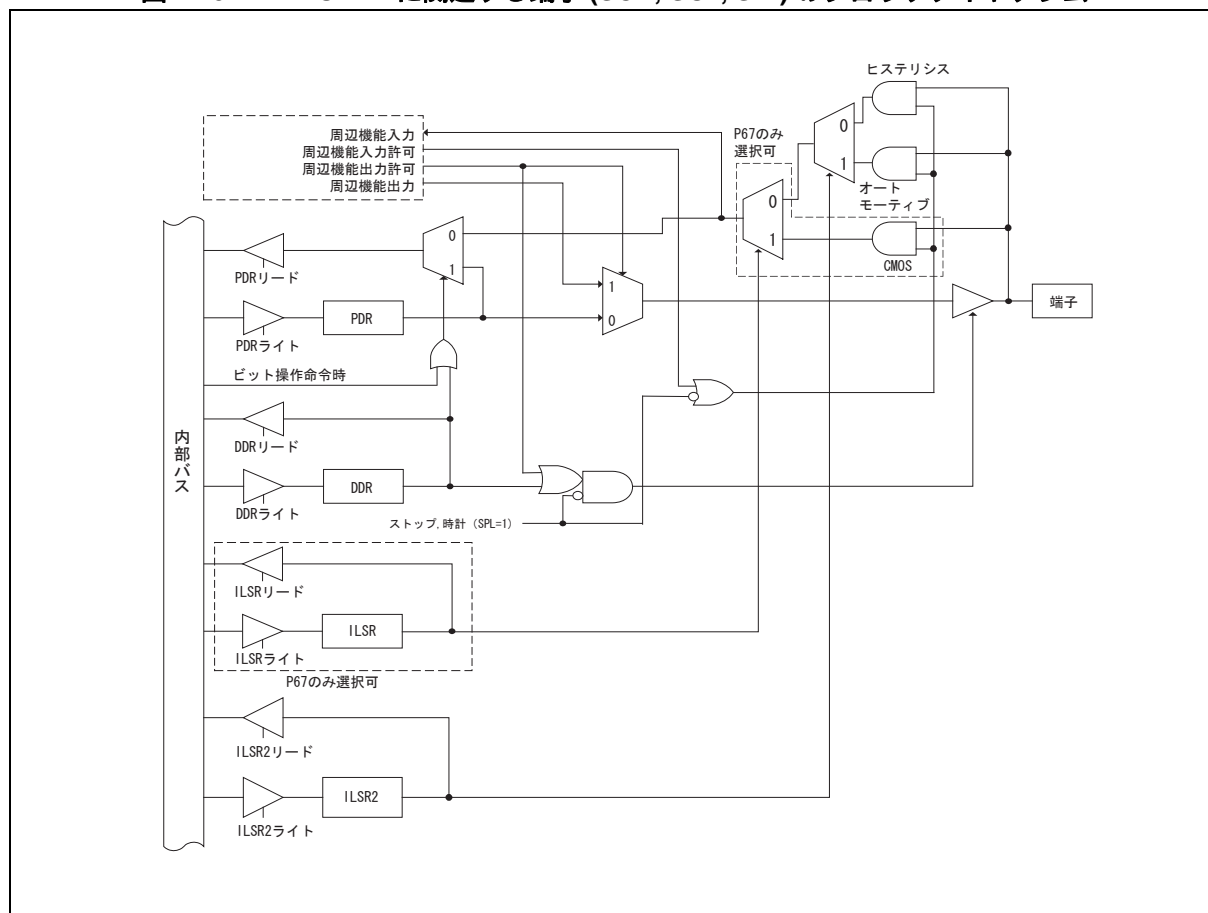 ヒステリシス
周辺機能入力
周辺機能入力許可
周辺機能出力許可
周辺機能出力
P67のみ
選択可
0
1
オート
モーティブ
0
1
CMOS
0
1
PDRリード
1
0
端子
PDR
PDRライト
ビット操作命令時
内部バス
DDRリード
DDR
DDRライト
ストップ,時計 (SPL=1)
ILSRリード
ILSR
ILSRライト
P67のみ選択可
ILSR2リード
ILSR2
ILSR2ライト